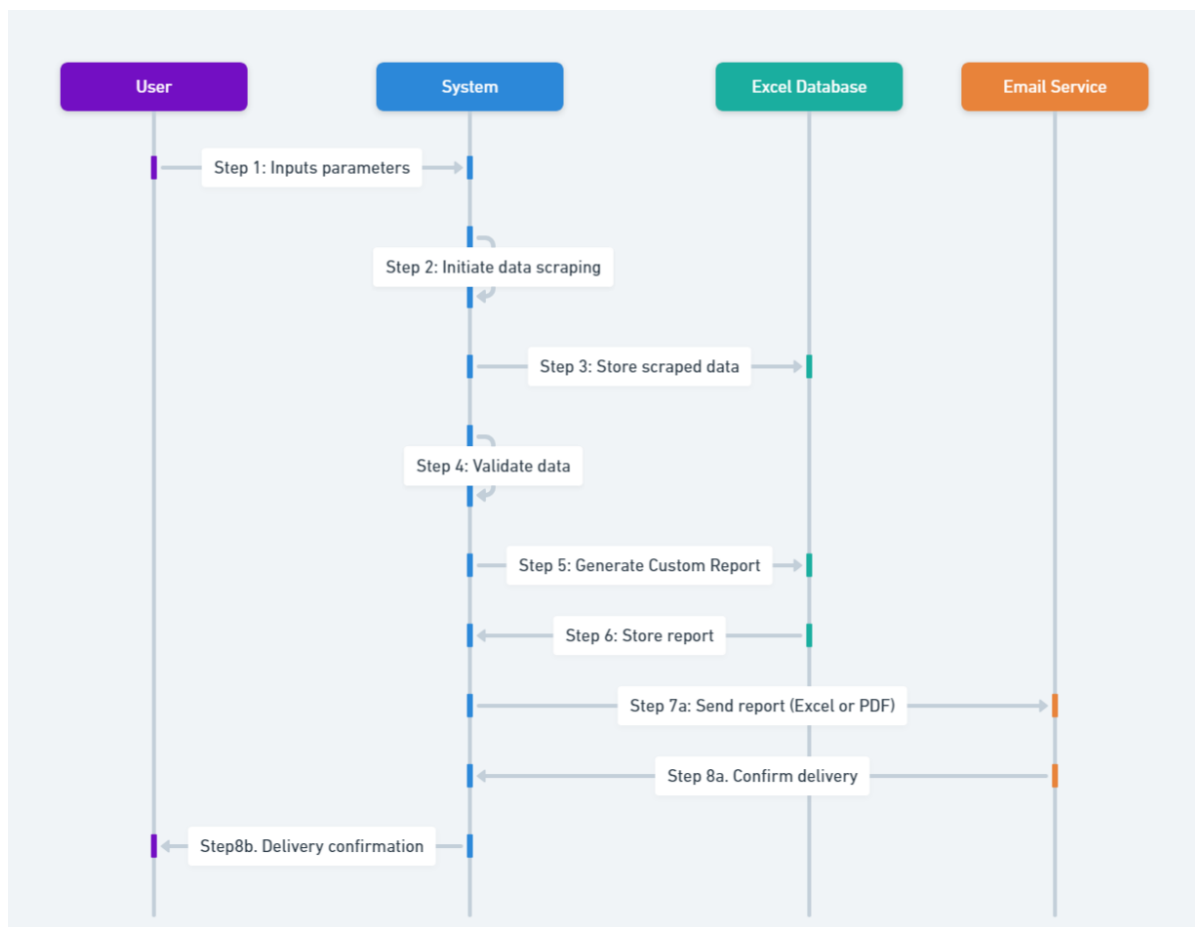 User
System
Excel Database
Email Service
Step 1: Inputs parameters
Step 2: Initiate data scraping
Step 3: Store scraped data
Step 4: Validate data
Step 5: Generate Custom Report
Step 6: Store report
Step 7a: Send report (Excel or PDF)
Step 8a. Confirm delivery
Step8b. Delivery confirmation